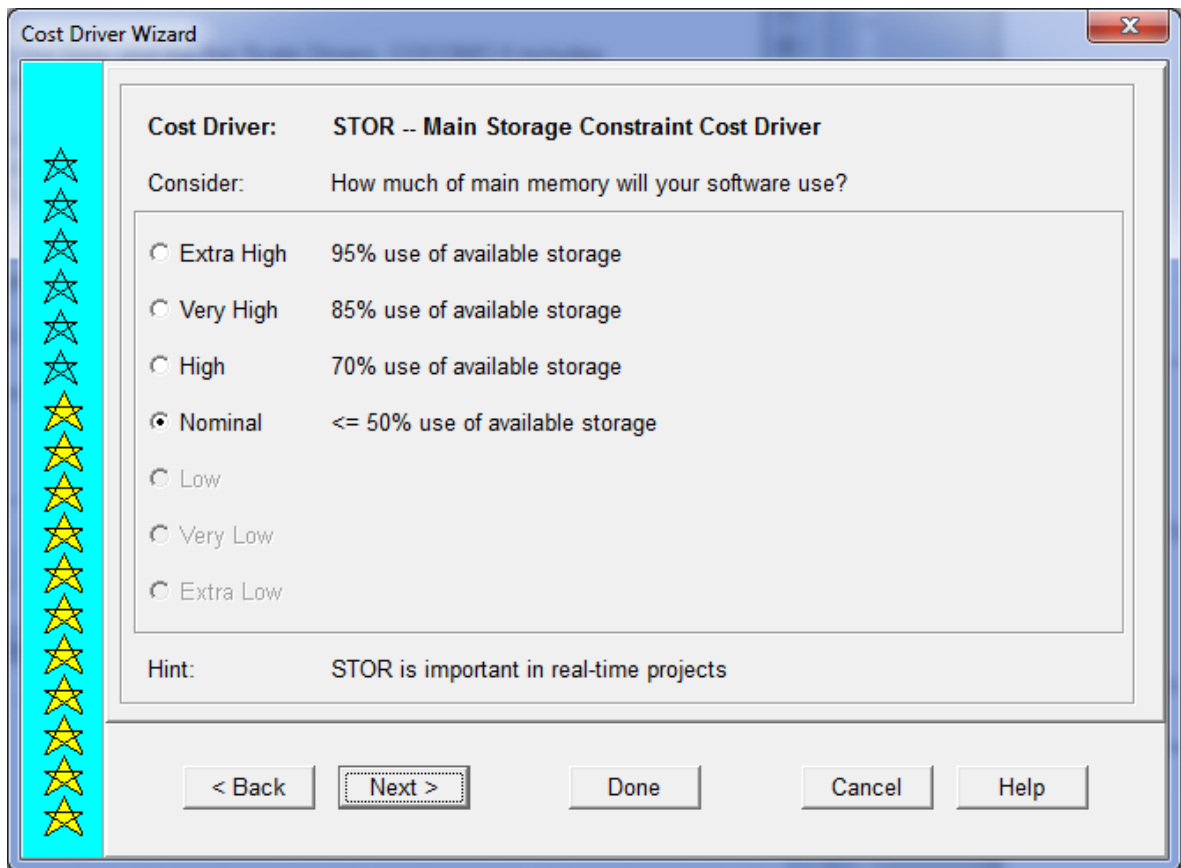 Cost Driver Wizard
Cost Driver: STOR -- Main Storage Constraint Cost Driver
Consider: How much of main memory will your software use?
Extra High 95% use of available storage
Very High 85% use of available storage
High 70% use of available storage
Nominal <= 50% use of available storage
Low
Very Low
Extra Low
Hint: STOR is important in real-time projects
< Back Next > Done Cancel Help